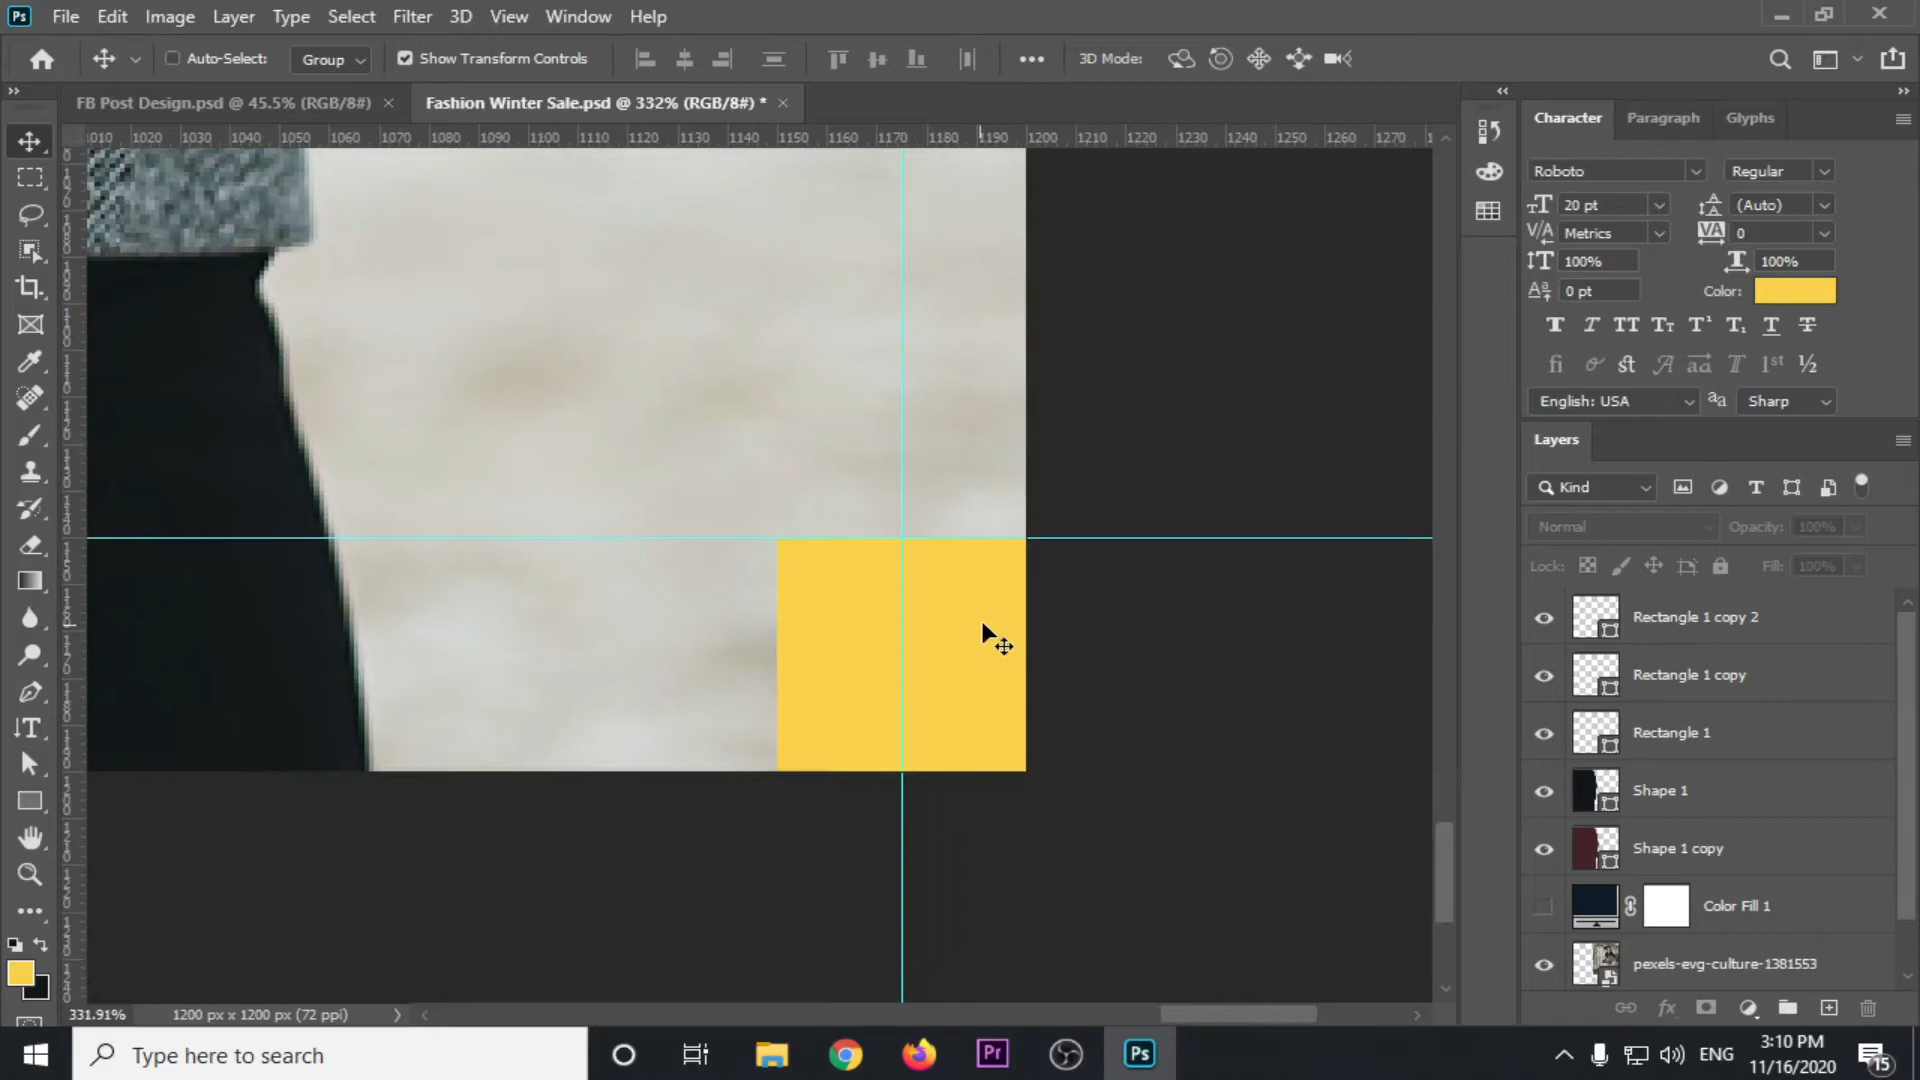 Ps File Edit Image Layer Type Select Filter 3D View Window Help
Auto-Select: Group Show Transform Controls 3D Mode:
FB Post Design.psd @ 45.5% (RGB/8#) × Fashion Winter Sale.psd @ 332% (RGB/8#) * ×
1010 1020 1030 1040 1050 1060 1070 1080 1090 1100 1110 1120 1130 1140 1150 1160 1170 1180 1190 1200 1210 1220 1230 1240 1250 1260 1270
Character Paragraph Glyphs
Roboto Regular
20 pt (Auto)
Metrics 0
100% 100%
0 pt Color:
English: USA aa Sharp
Layers
Kind
Normal Opacity: 100%
Lock: Fill: 100%
Rectangle 1 copy 2
Rectangle 1 copy
Rectangle 1
Shape 1
Shape 1 copy
Color Fill 1
pexels-evg-culture-1381553
331.91% 1200 px x 1200 px (72 ppi)
Type here to search
Pr Ps ENG 3:10 PM
11/16/2020 15